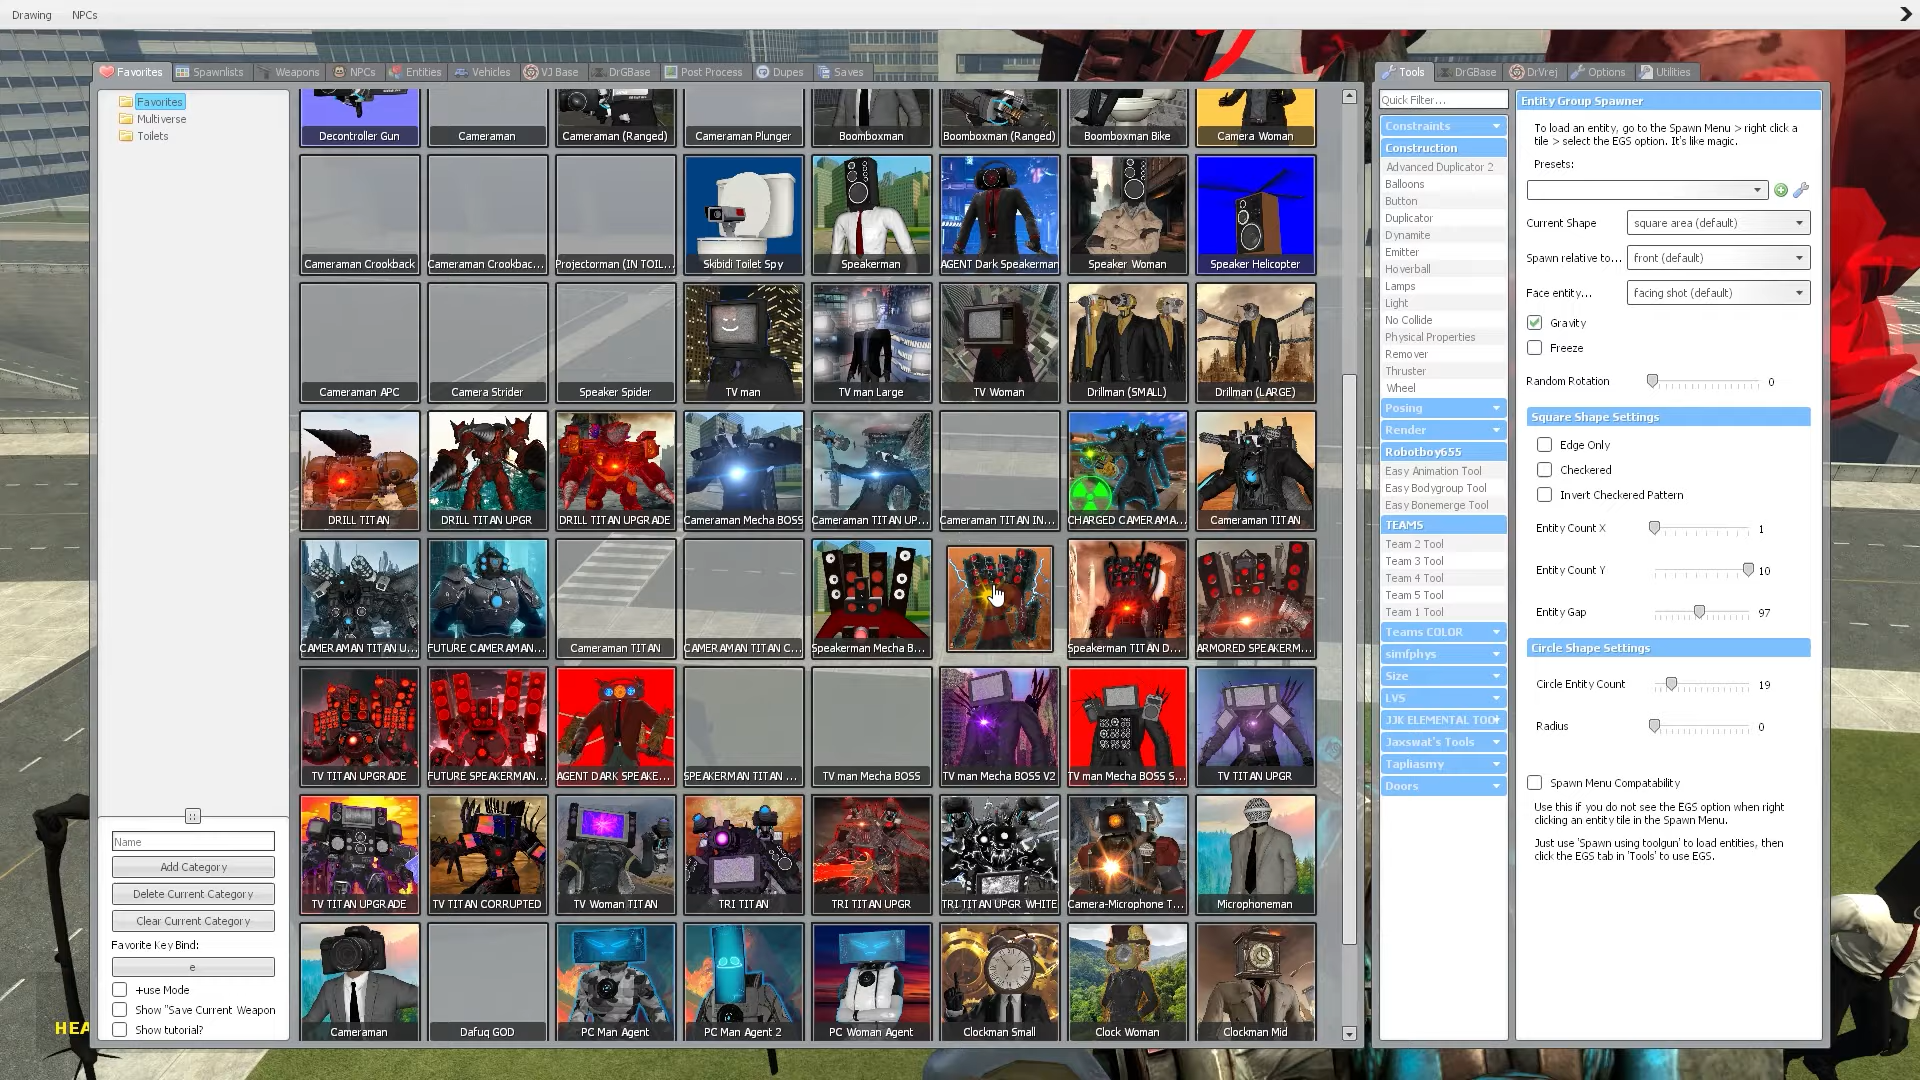 Drawing NPCs
Favorites Spawnlists Weapons NPCs Entities Vehicles VJ Base DrGBase Post Process Dupes Saves
Favorites
Multiverse
Toilets
Decontroller Gun Cameraman Cameraman (Ranged) Cameraman Plunger Boomboxman Boomboxman (Ranged) Boomboxman Bike Camera Woman
Cameraman Crookback Cameraman Crookbac... Projectorman (IN TOIL... Skibidi Toilet Spy Speakerman AGENT Dark Speakerman Speaker Woman Speaker Helicopter
Cameraman APC Camera Strider Speaker Spider TV man TV man Large TV Woman Drillman (SMALL) Drillman (LARGE)
DRILL TITAN DRILL TITAN UPGR DRILL TITAN UPGRADE Cameraman Mecha BOSS Cameraman TITAN UP... Cameraman TITAN IN... CHARGED CAMERAMA... Cameraman TITAN
CAMERAMAN TITAN U... FUTURE CAMERAMAN... Cameraman TITAN CAMERAMAN TITAN C... Speakerman Mecha B... Speakerman TITAN D... ARMORED SPEAKERM...
TV TITAN UPGRADE FUTURE SPEAKERMAN... AGENT DARK SPEAKE... SPEAKERMAN TITAN ... TV man Mecha BOSS TV man Mecha BOSS V2 TV man Mecha BOSS S... TV TITAN UPGR
TV TITAN UPGRADE TV TITAN CORRUPTED TV Woman TITAN TRI TITAN TRI TITAN UPGR TRI TITAN UPGR WHITE Camera-Microphone T... Microphoneman
Cameraman Dafuq GOD PC Man Agent PC Man Agent 2 PC Woman Agent Clockman Small Clock Woman Clockman Mid
Name
Add Category
Delete Current Category
Clear Current Category
Favorite Key Bind:
e
+use Mode
Show "Save Current Weapon
Show tutorial?
HEA
Tools DrGBase DrVrej Options Utilities
Quick Filter...
Constraints
Construction
Advanced Duplicator 2
Balloons
Button
Duplicator
Dynamite
Emitter
Hoverball
Lamps
Light
No Collide
Physical Properties
Remover
Thruster
Wheel
Posing
Render
Robotboy655
Easy Animation Tool
Easy Bodygroup Tool
Easy Bonemerge Tool
TEAMS
Team 2 Tool
Team 3 Tool
Team 4 Tool
Team 5 Tool
Team 1 Tool
Teams COLOR
simfphys
Size
LVS
JJK ELEMENTAL TOO
Jaxswat's Tools
Tapliasmy
Doors
Entity Group Spawner
To load an entity, go to the Spawn Menu > right click a
tile > select the EGS option. It's like magic.
Presets:
Current Shape square area (default)
Spawn relative to... front (default)
Face entity... facing shot (default)
Gravity
Freeze
Random Rotation 0
Square Shape Settings
Edge Only
Checkered
Invert Checkered Pattern
Entity Count X 1
Entity Count Y 10
Entity Gap 97
Circle Shape Settings
Circle Entity Count 19
Radius 0
Spawn Menu Compatability
Use this if you do not see the EGS option when right
clicking an entity tile in the Spawn Menu.
Just use 'Spawn using toolgun' to load entities, then
click the EGS tab in 'Tools' to use EGS.